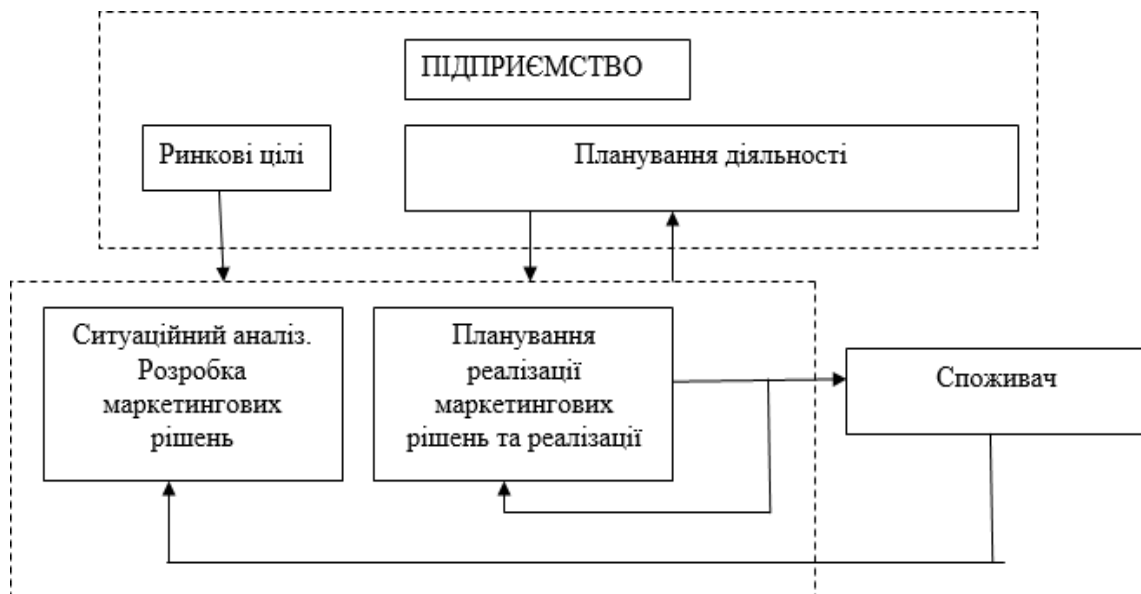 ПІДПРИЄМСТВО
Ринкові цілі
Планування діяльності
Ситуаційний аналіз.
Розробка
маркетингових
рішень
Планування
реалізації
маркетингових
рішень та реалізації
Споживач